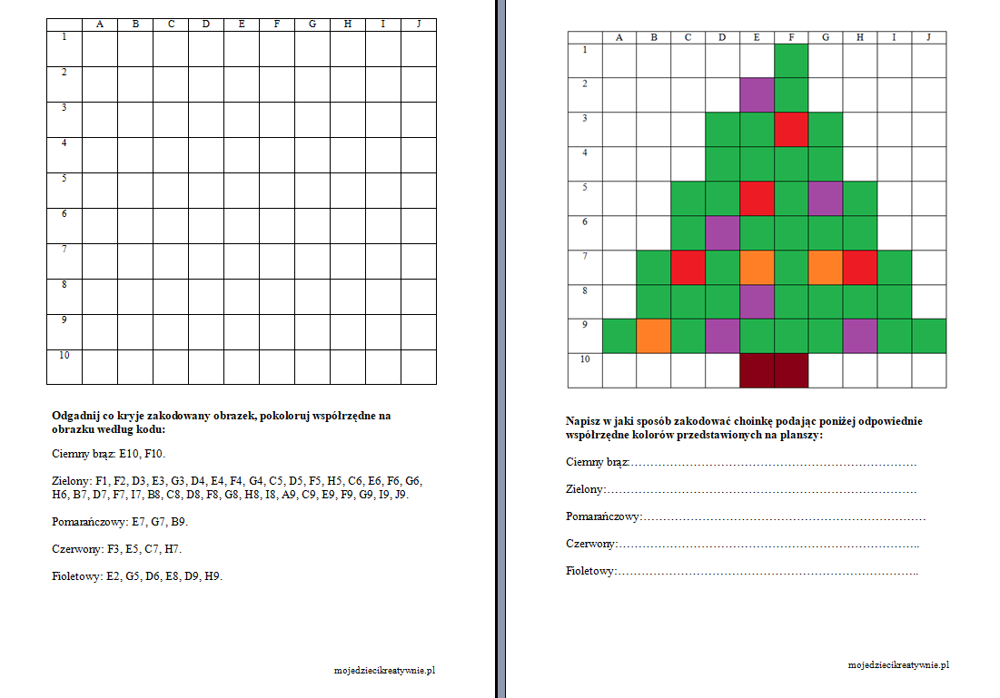 A B C D E F G H I J
1
2
3
4
5
6
7
8
9
10
Odgadnij co kryje zakodowany obrazek, pokoloruj współrzędne na
obrazku według kodu:
Ciemny brąz: E10, F10.
Zielony: F1, F2, D3, E3, G3, D4, E4, F4, G4, C5, D5, F5, H5, C6, E6, F6, G6,
H6, B7, D7, F7, I7, B8, C8, D8, F8, G8, H8, I8, A9, C9, E9, F9, G9, I9, J9.
Pomarańczowy: E7, G7, B9.
Czerwony: F3, E5, C7, H7.
Fioletowy: E2, G5, D6, E8, D9, H9.
mojedziecikreatywnie.pl
A B C D E F G H I J
1
2
3
4
5
6
7
8
9
10
Napisz w jaki sposób zakodować choinkę podając poniżej odpowiednie
współrzędne kolorów przedstawionych na planszy:
Ciemny brąz:……………………………………………………………….
Zielony:…………………………………………………………………….
Pomarańczowy:………………………………………………………………
Czerwony:…………………………………………………………………..
Fioletowy:…………………………………………………………………..
mojedziecikreatywnie.pl